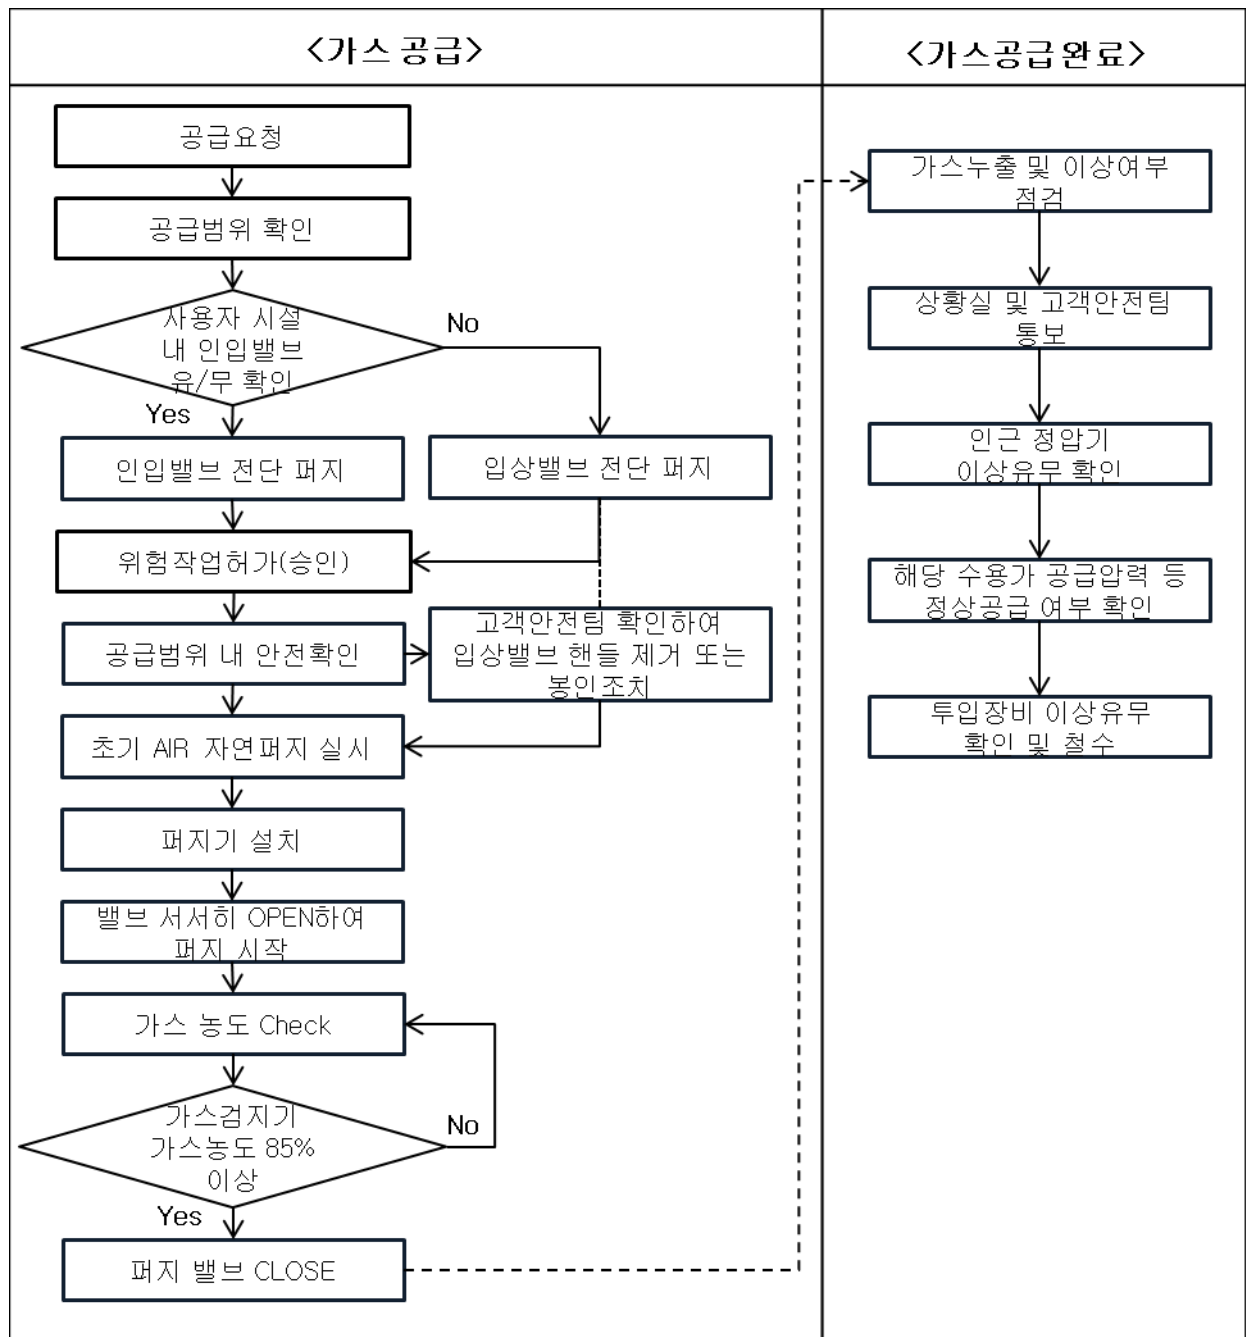 <가스 공급>
공급요청
공급범위 확인
사용자 시설
내 인입밸브
유/무 확인
No
Yes
인입밸브 전단 퍼지
입상밸브 전단 퍼지
위험작업허가(승인)
공급범위 내 안전확인
고객안전팀 확인하여
입상밸브 핸들 제거 또는
봉인조치
초기 AIR 자연퍼지 실시
퍼지기 설치
밸브 서서히 OPEN하여
퍼지 시작
가스 농도 Check
가스검지기
가스농도 85%
이상
No
Yes
퍼지 밸브 CLOSE
<가스공급완료>
가스누출 및 이상여부
점검
상황실 및 고객안전팀
통보
인근 정압기
이상유무 확인
해당 수용가 공급압력 등
정상공급 여부 확인
투입장비 이상유무
확인 및 철수